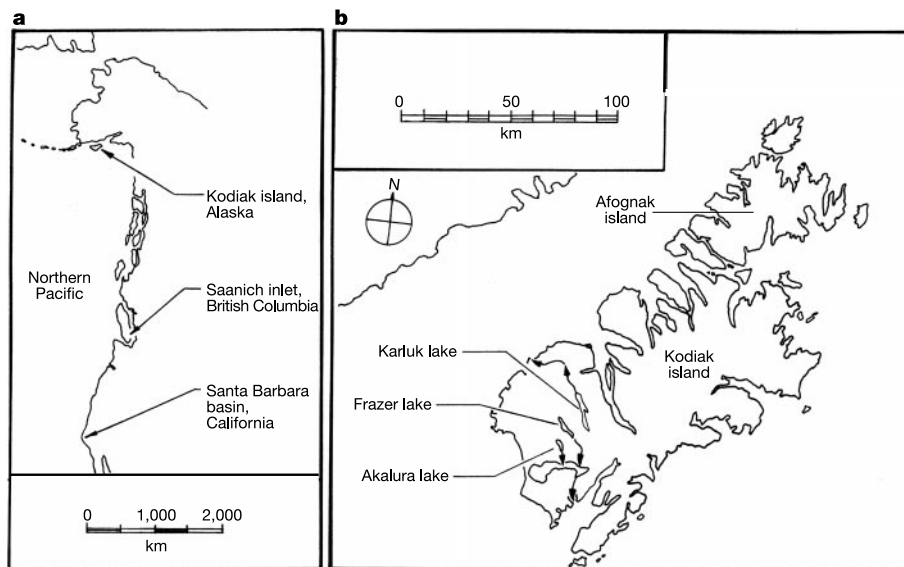 a
Kodiak island,
Alaska
Northern
Pacific
Saanich inlet,
British Columbia
Santa Barbara
basin,
California
0 1,000 2,000
km
b
0 50 100
km
N
Afognak
island
Karluk lake
Kodiak
island
Frazer lake
Akalura lake